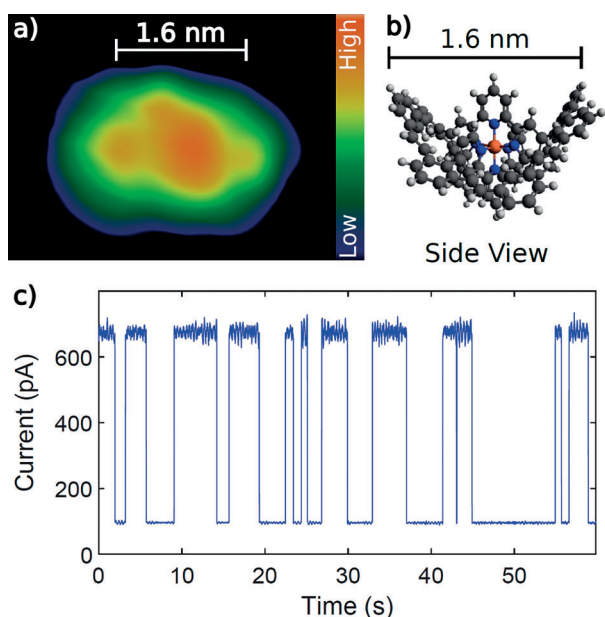 a)
1.6 nm
High
Low
b)
1.6 nm
Side View
c)
Current (pA)
600
400
200
0
0 10 20 30 40 50
Time (s)